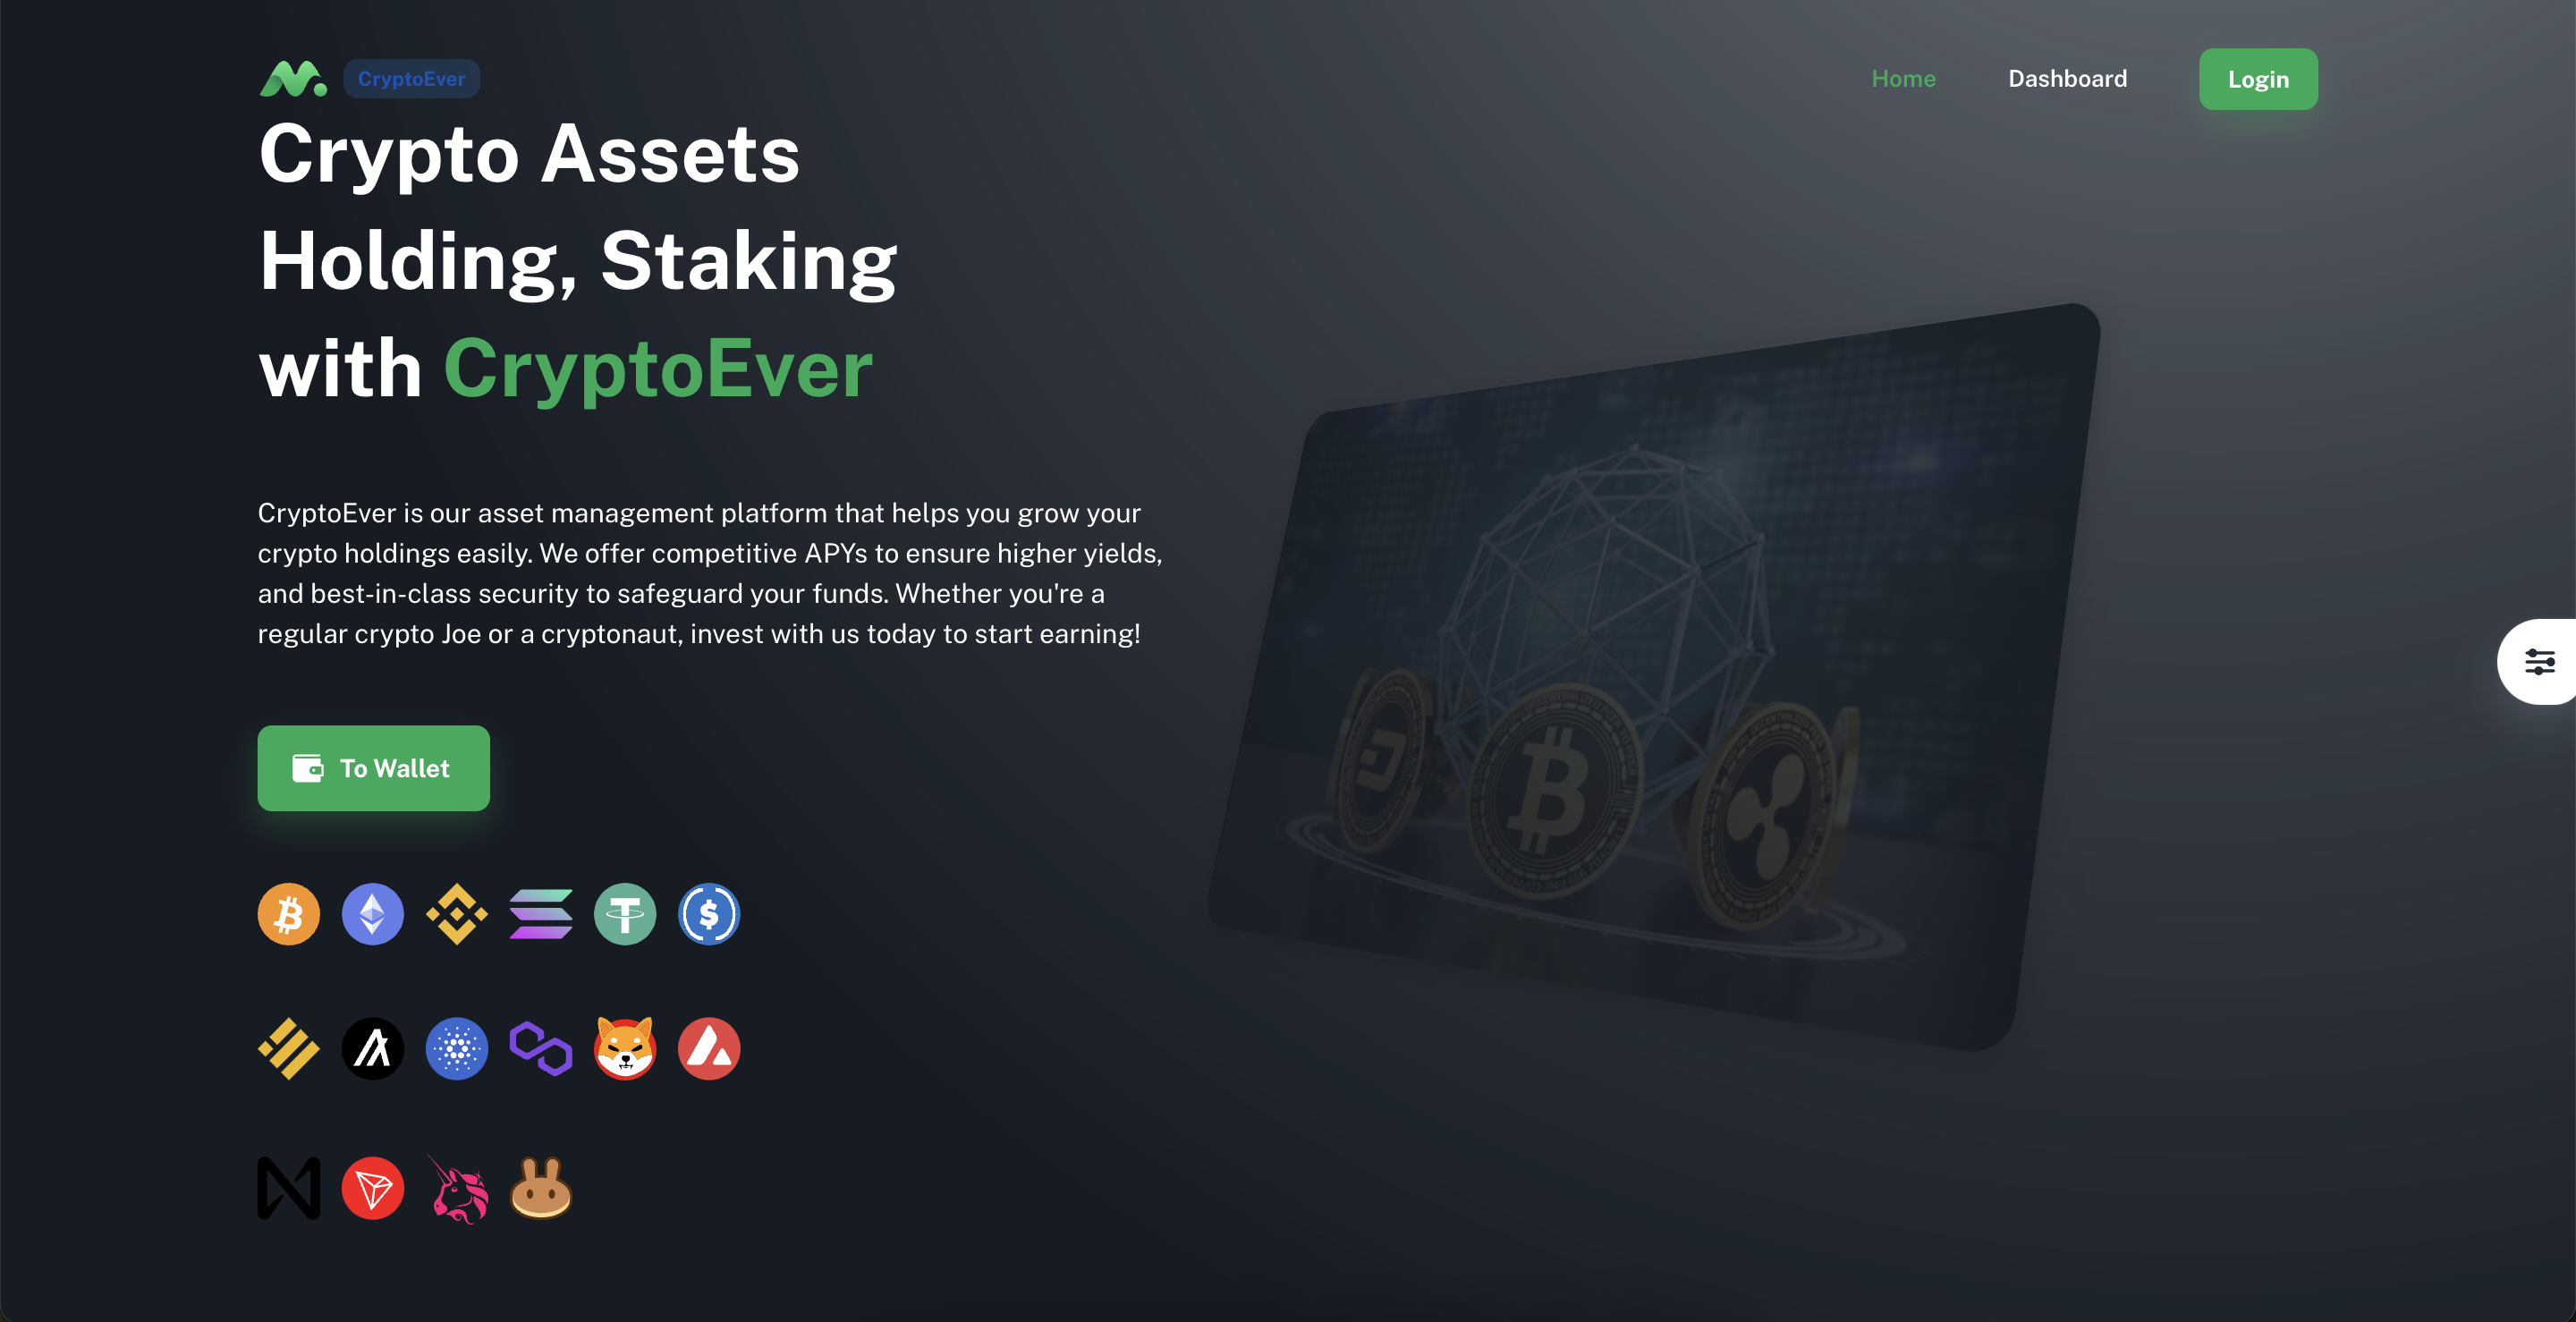 CryptoEver
Home
Dashboard
Login
Crypto Assets
Holding, Staking
with CryptoEver
CryptoEver is our asset management platform that helps you grow your
crypto holdings easily. We offer competitive APYs to ensure higher yields,
and best-in-class security to safeguard your funds. Whether you're a
regular crypto Joe or a cryptonaut, invest with us today to start earning!
To Wallet